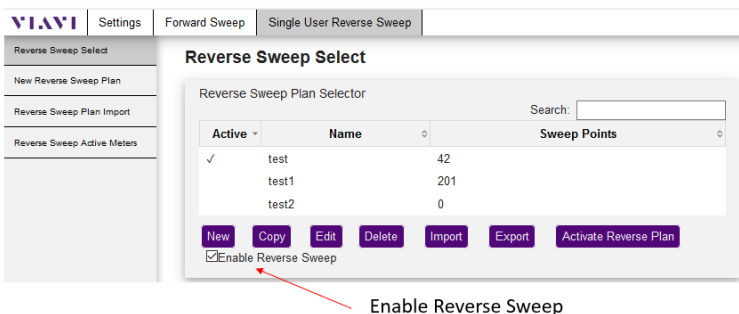 VIAVI Settings Forward Sweep Single User Reverse Sweep
Reverse Sweep Select
New Reverse Sweep Plan
Reverse Sweep Plan Import
Reverse Sweep Active Meters
Reverse Sweep Select
Reverse Sweep Plan Selector
Search:
Active Name Sweep Points
✓ test 42
test1 201
test2 0
New Copy Edit Delete Import Export Activate Reverse Plan
Enable Reverse Sweep
Enable Reverse Sweep